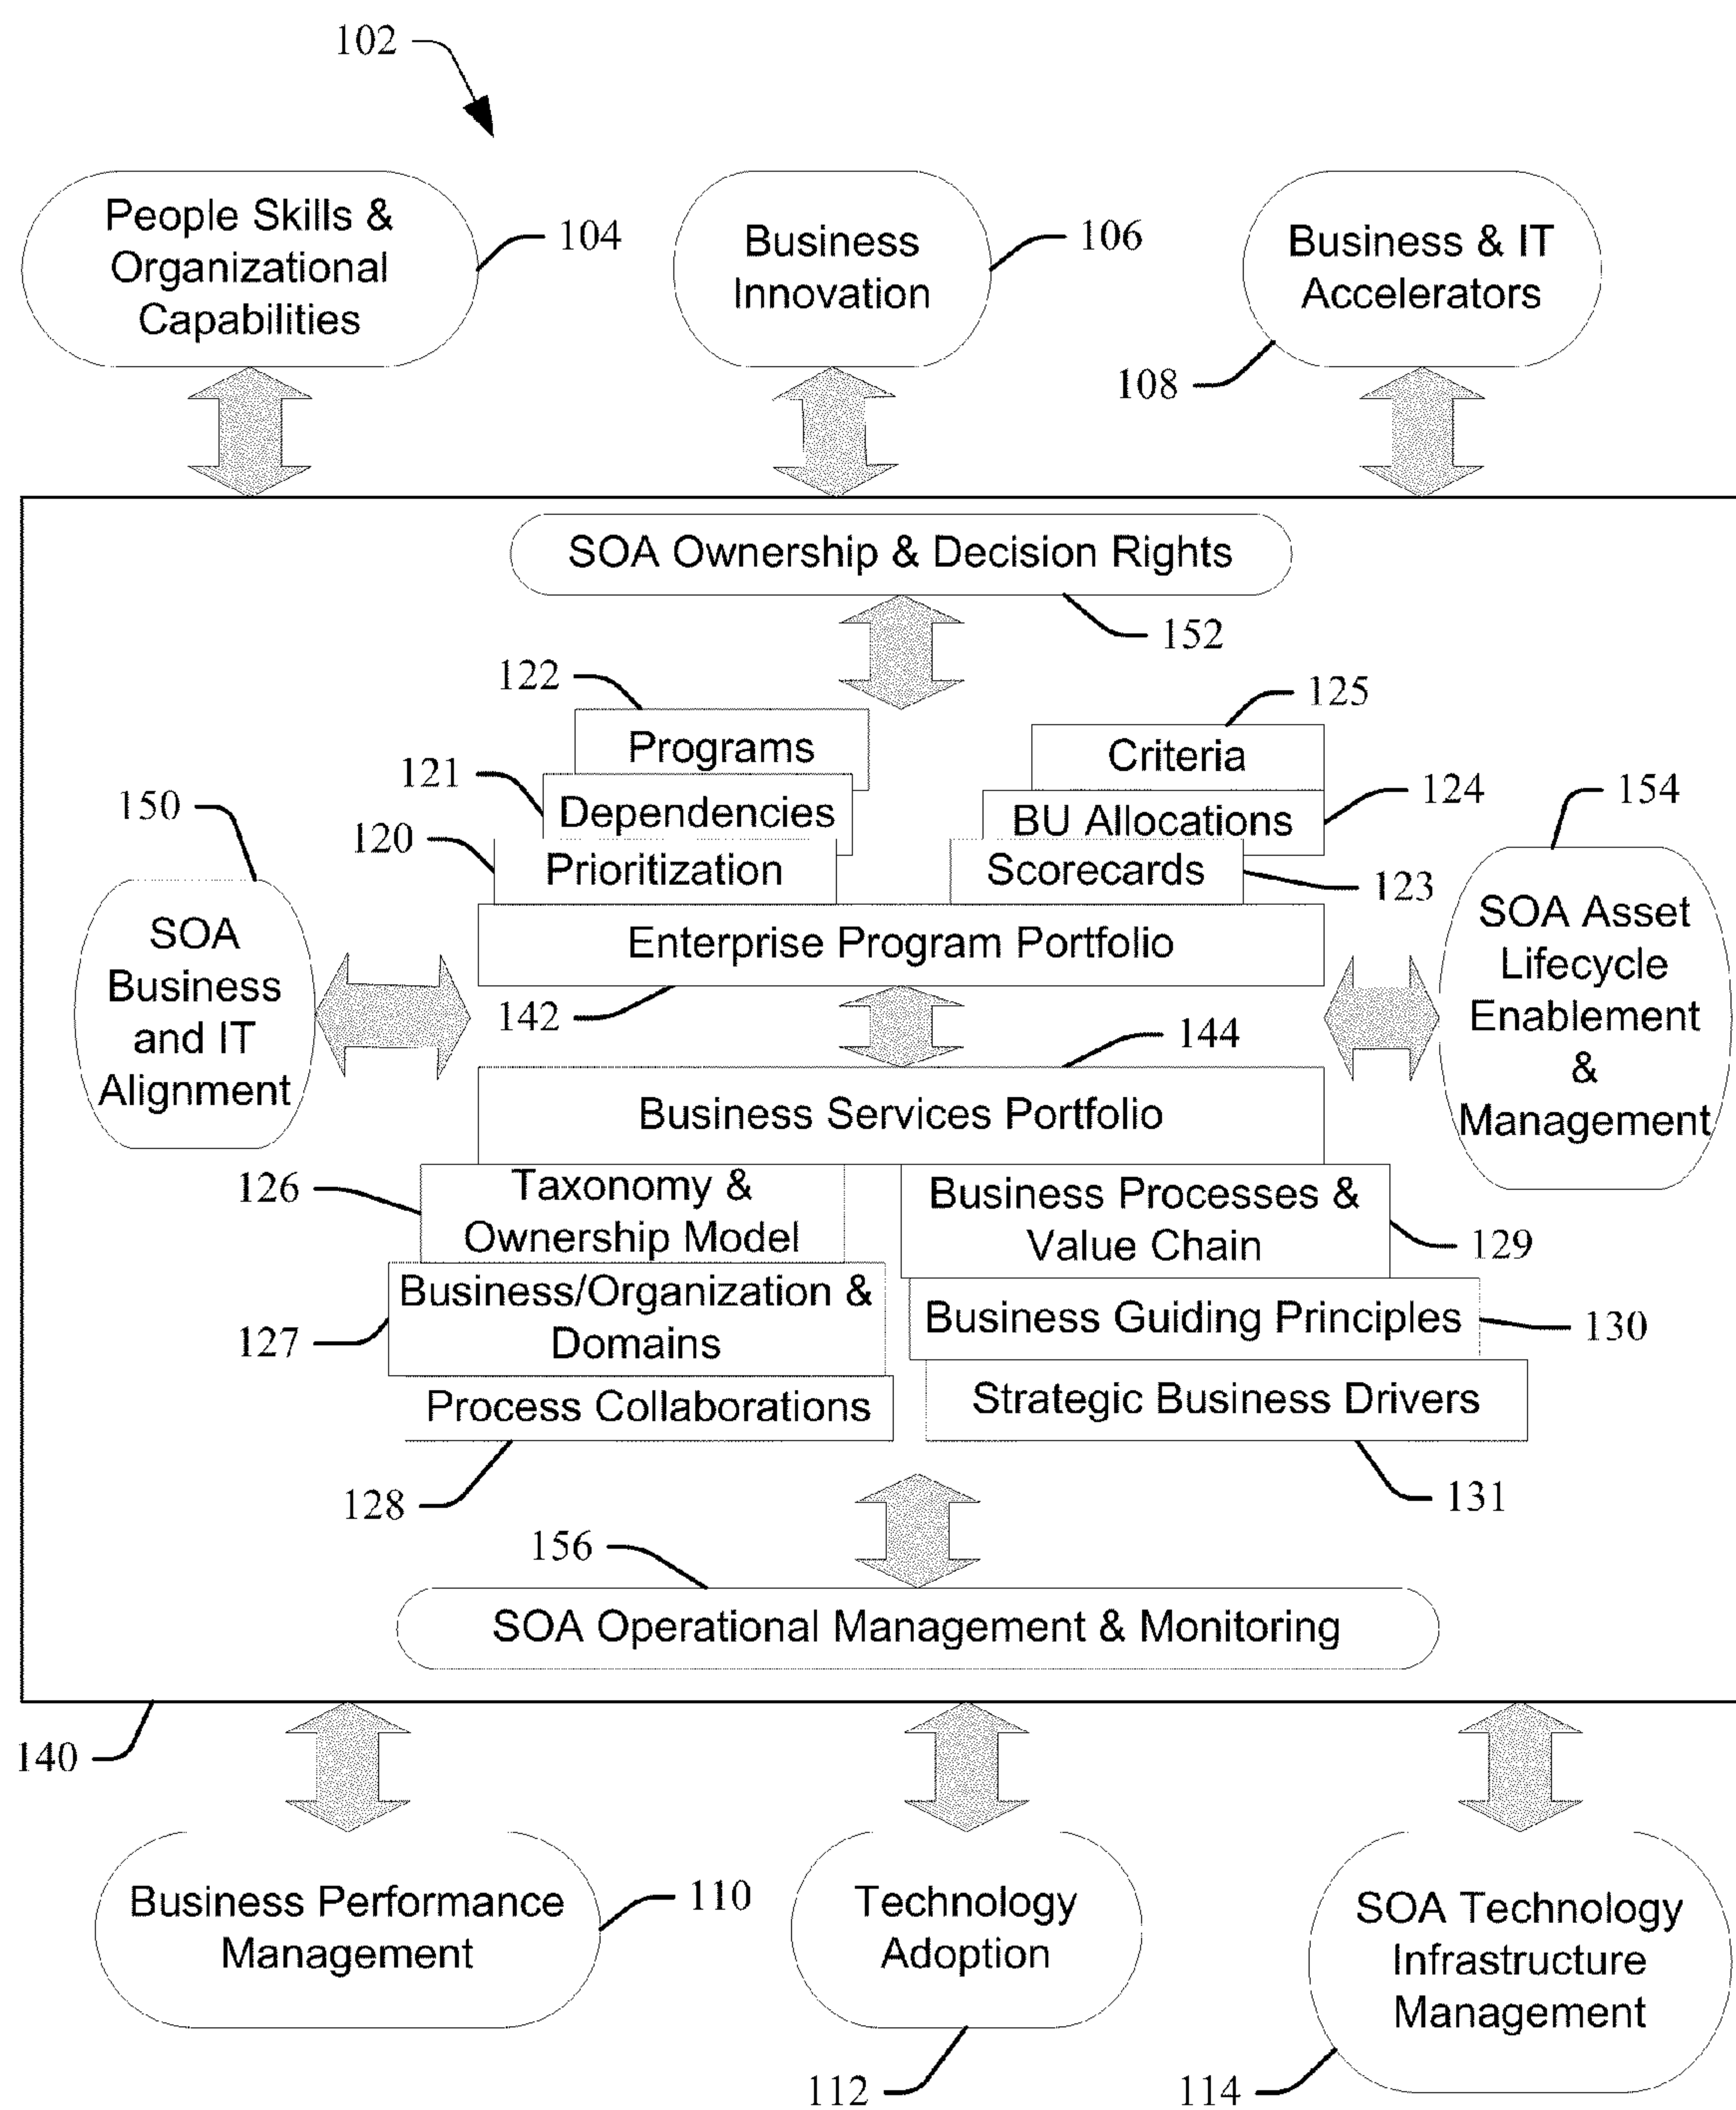 102
People Skills &
Organizational
Capabilities
104
Business
Innovation
106
Business & IT
Accelerators
108
SOA Ownership & Decision Rights
152
122
Programs
121
Dependencies
120
Prioritization
125
Criteria
BU Allocations
124
Scorecards
123
150
SOA
Business
and IT
Alignment
154
SOA Asset
Lifecycle
Enablement
&
Management
Enterprise Program Portfolio
142
144
Business Services Portfolio
126
Taxonomy &
Ownership Model
Business Processes &
Value Chain
129
127
Business/Organization &
Domains
Business Guiding Principles
130
Process Collaborations
128
Strategic Business Drivers
131
156
SOA Operational Management & Monitoring
140
Business Performance
Management
110
Technology
Adoption
112
SOA Technology
Infrastructure
Management
114